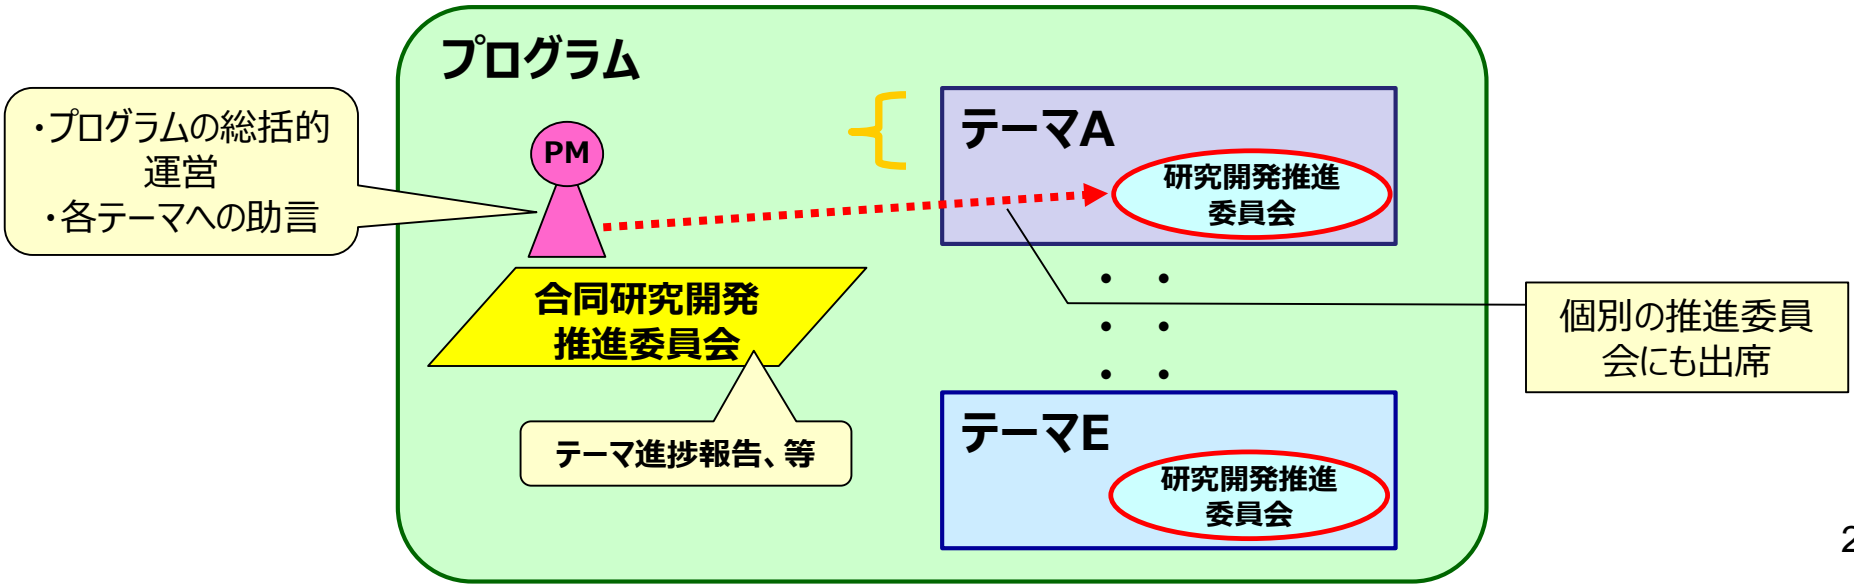 プログラム
・プログラムの総括的
運営
・各テーマへの助言
PM
合同研究開発
推進委員会
テーマ進捗報告、等
テーマA
研究開発推進
委員会
テーマE
研究開発推進
委員会
個別の推進委員
会にも出席
2